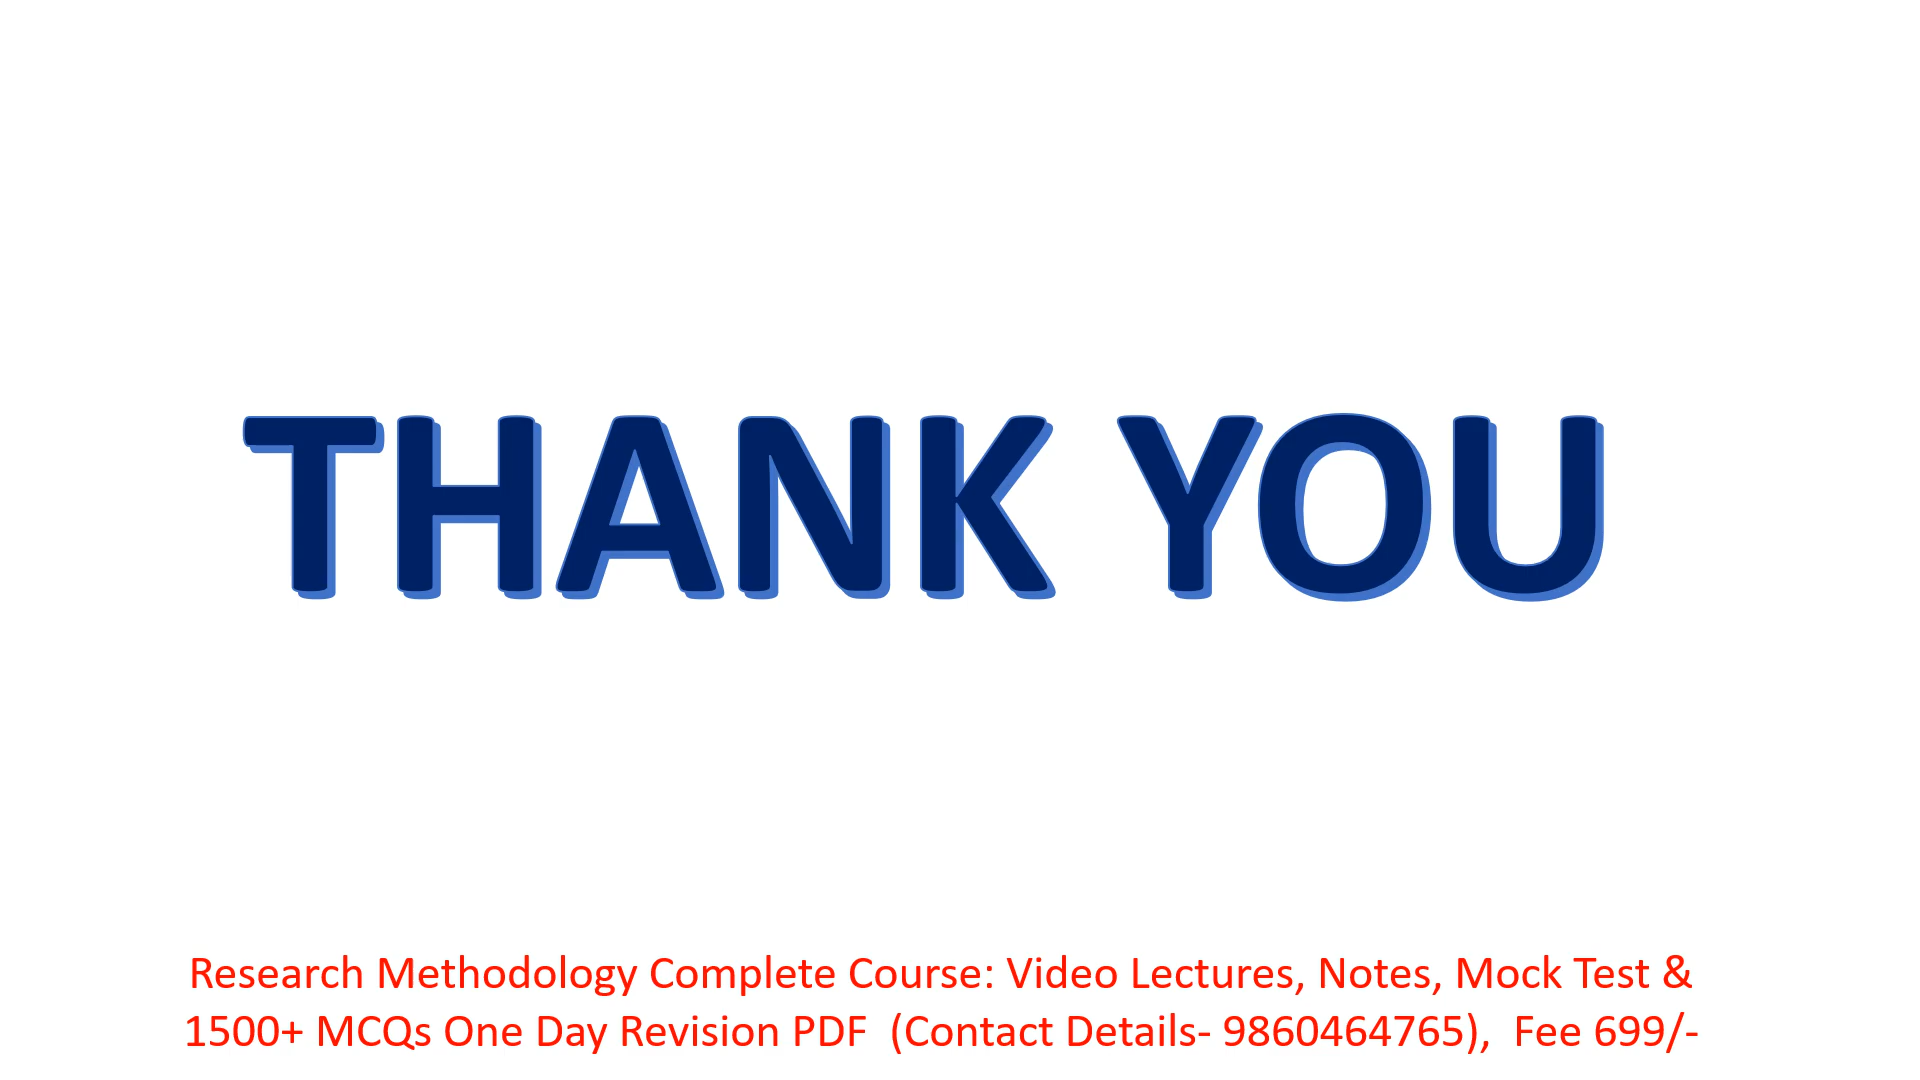 THANK YOU
Research Methodology Complete Course: Video Lectures, Notes, Mock Test &
1500+ MCQs One Day Revision PDF  (Contact Details- 9860464765),  Fee 699/-